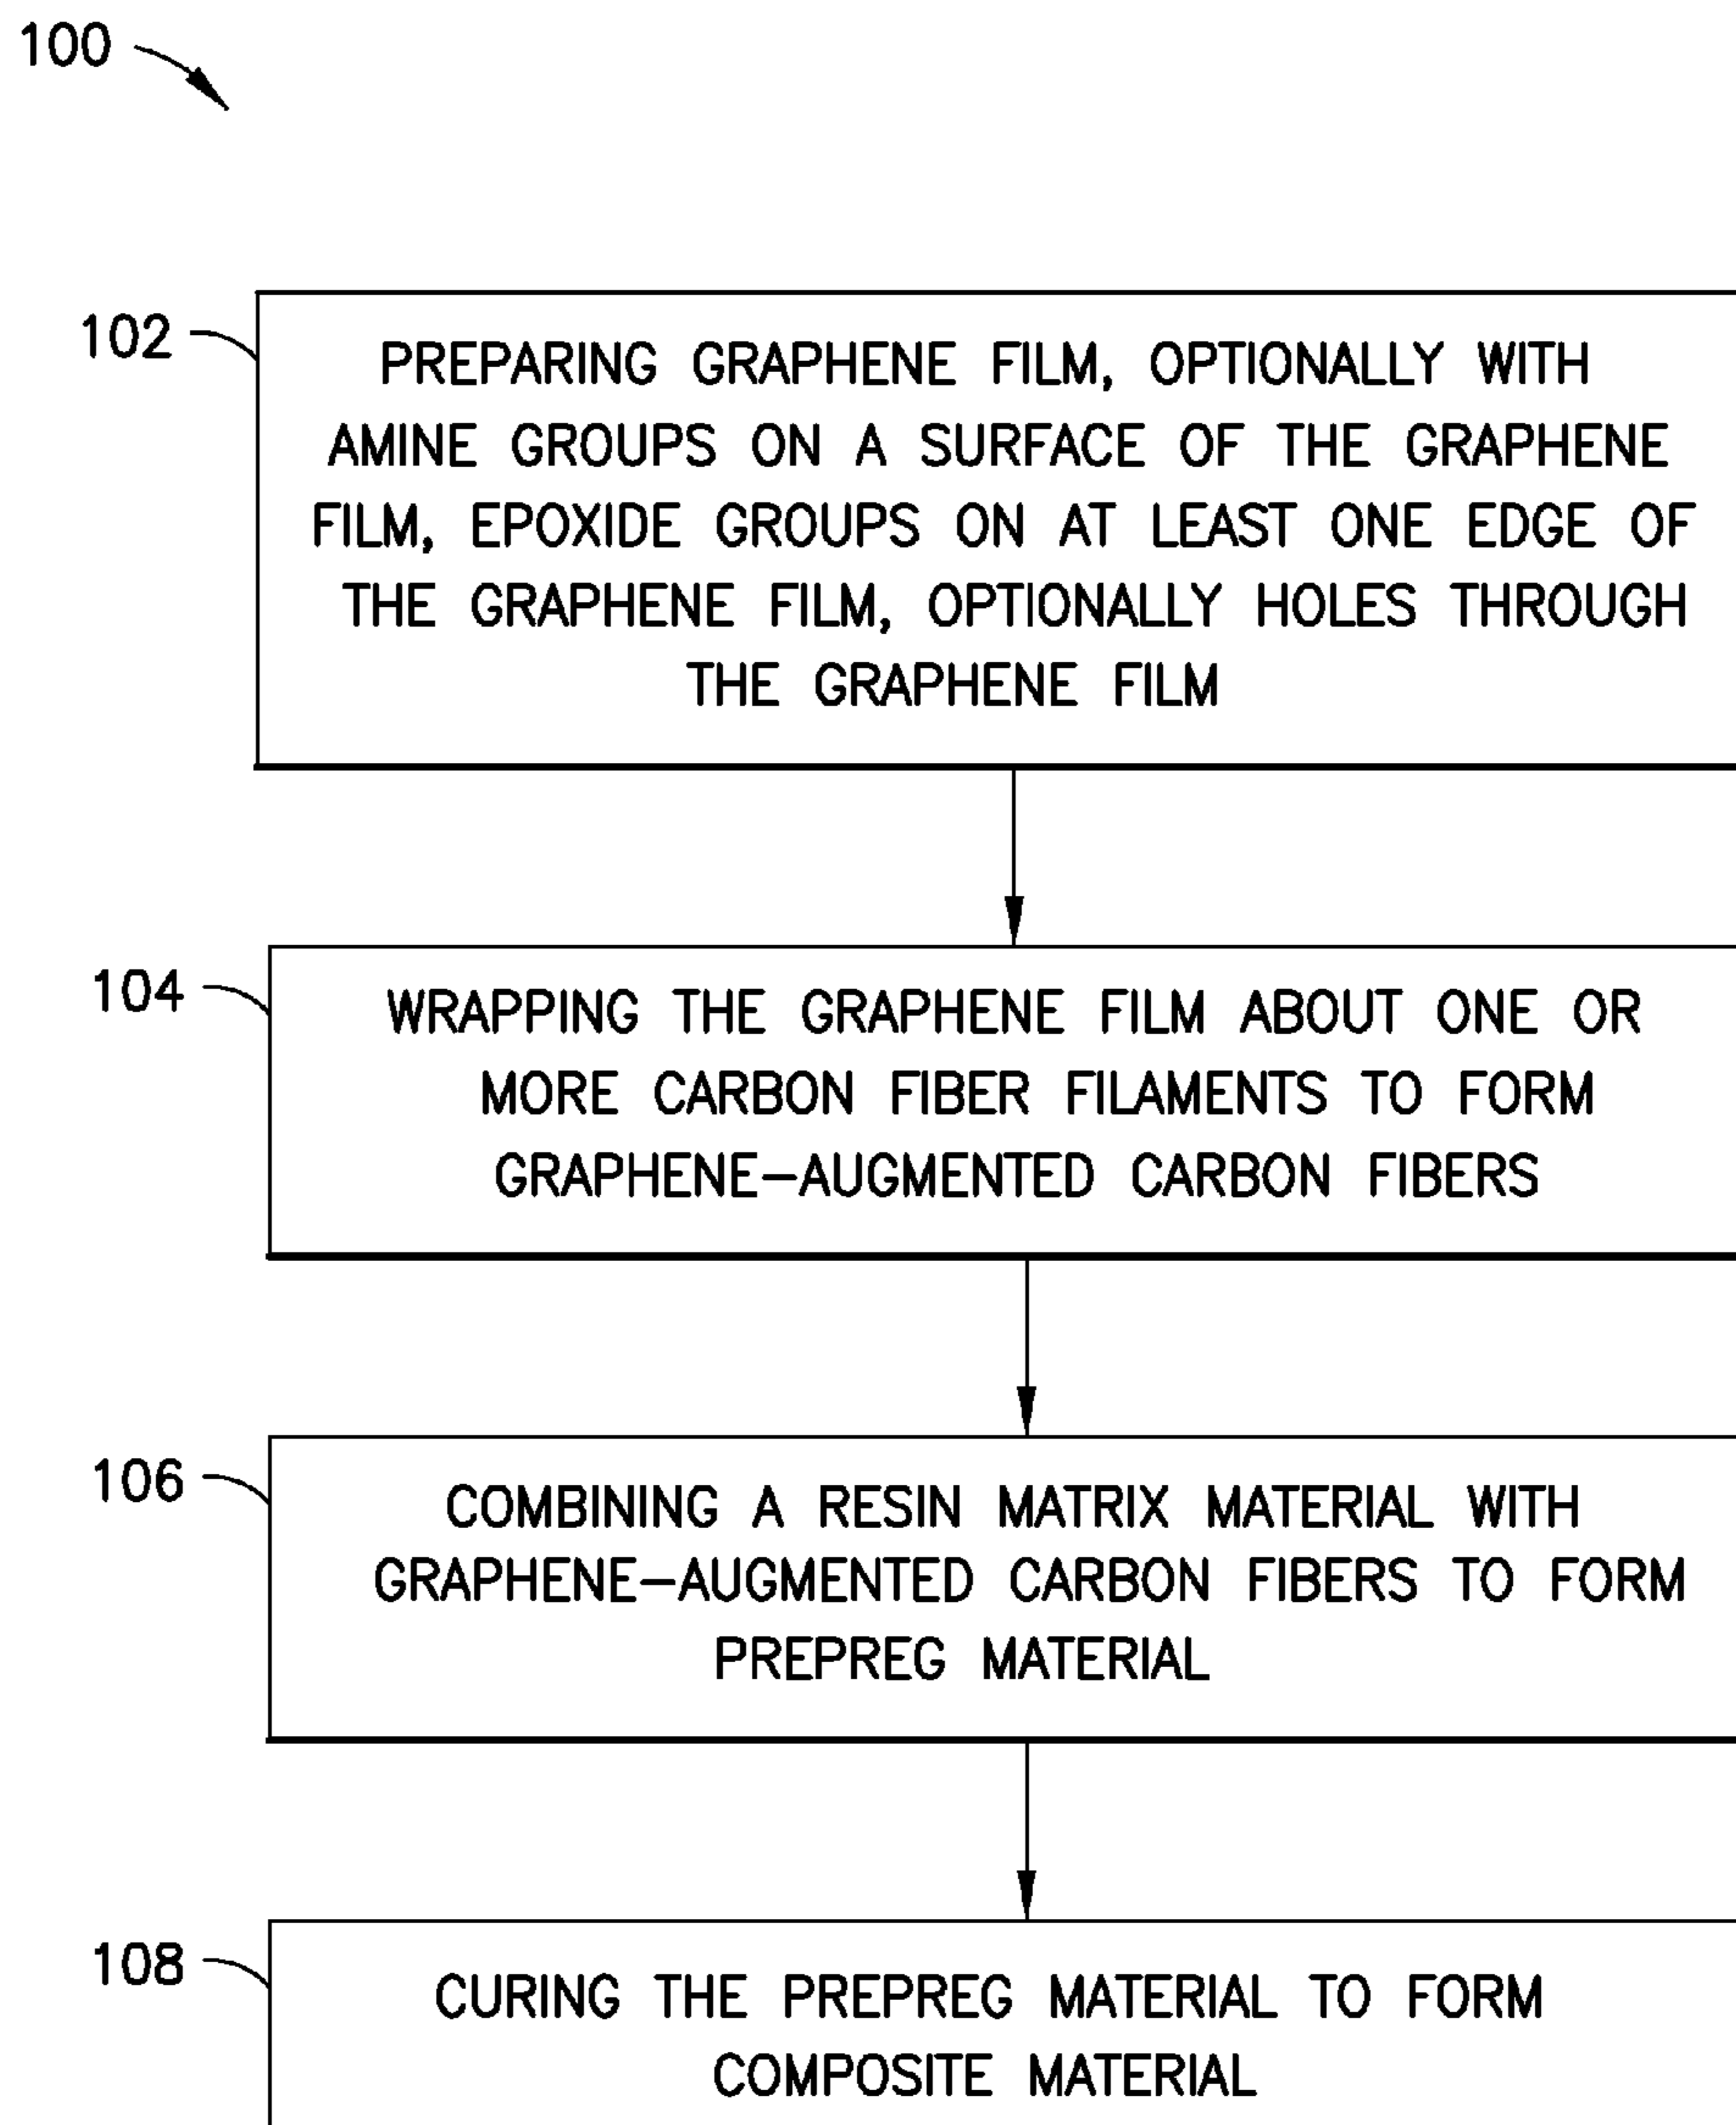 100
102
PREPARING GRAPHENE FILM, OPTIONALLY WITH
AMINE GROUPS ON A SURFACE OF THE GRAPHENE
FILM, EPOXIDE GROUPS ON AT LEAST ONE EDGE OF
THE GRAPHENE FILM, OPTIONALLY HOLES THROUGH
THE GRAPHENE FILM
104
WRAPPING THE GRAPHENE FILM ABOUT ONE OR
MORE CARBON FIBER FILAMENTS TO FORM
GRAPHENE-AUGMENTED CARBON FIBERS
106
COMBINING A RESIN MATRIX MATERIAL WITH
GRAPHENE-AUGMENTED CARBON FIBERS TO FORM
PREPREG MATERIAL
108
CURING THE PREPREG MATERIAL TO FORM
COMPOSITE MATERIAL